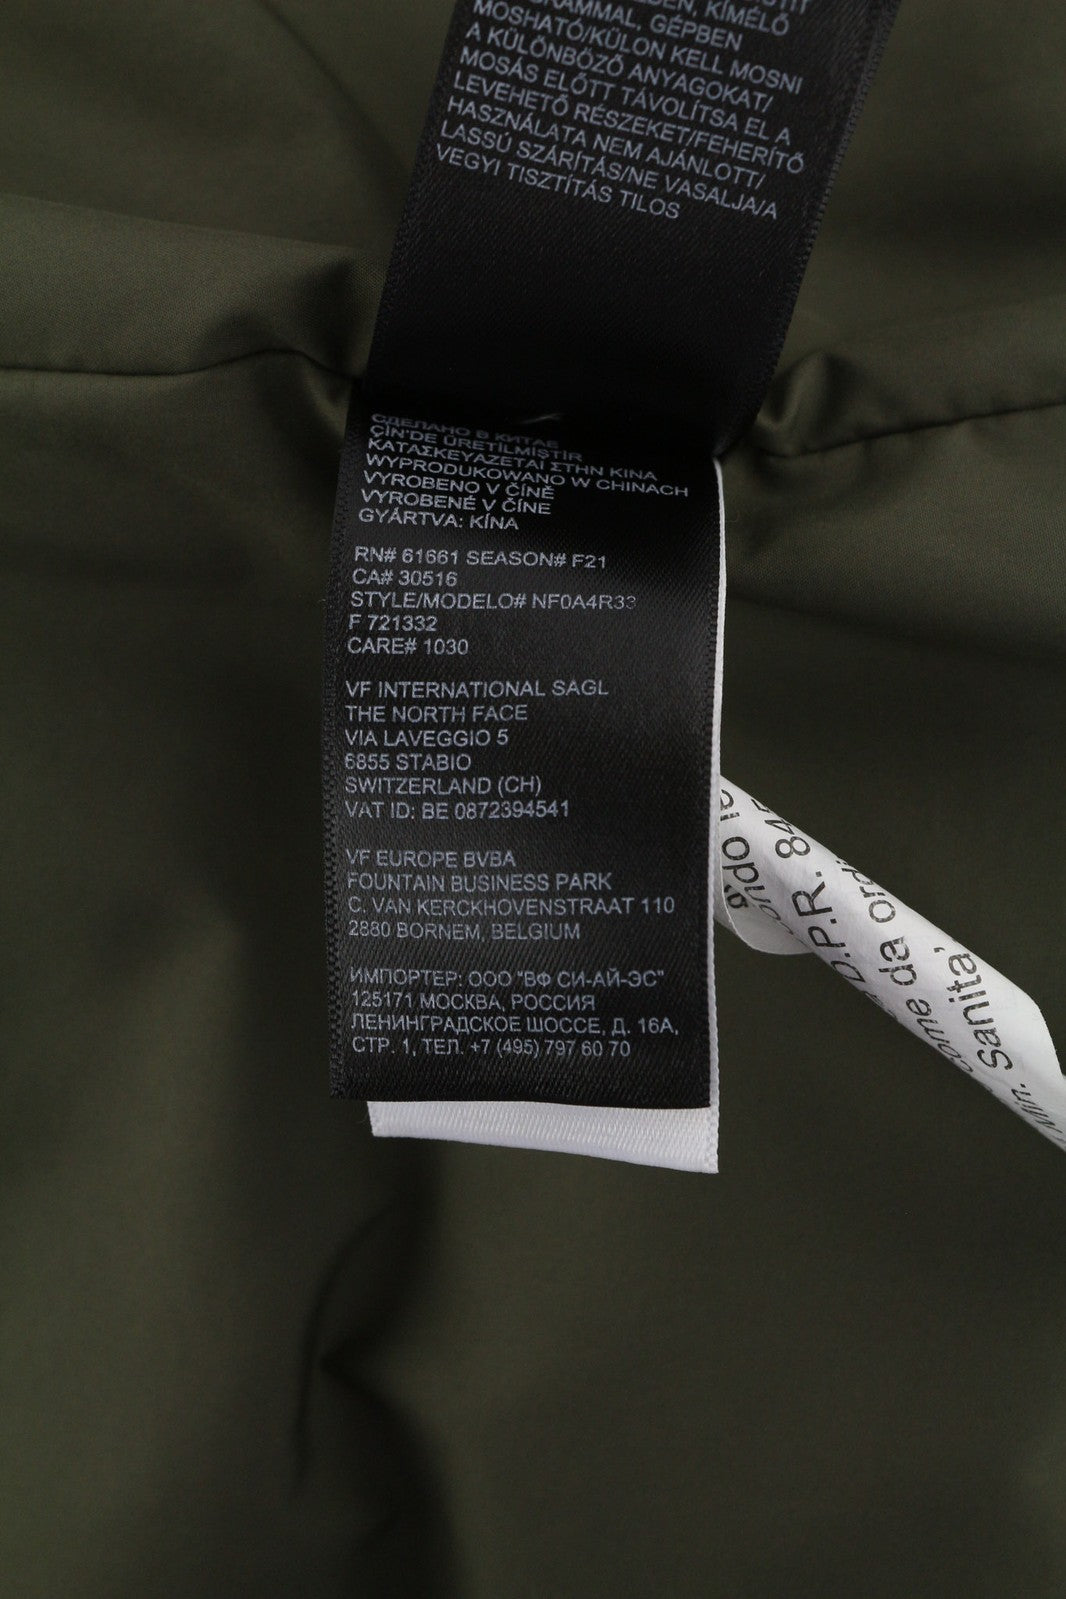 KÍMÉLŐ
GÉPBEN
MOSHATÓ/KÜLÖN KELL MOSNI
A KÜLÖNBÖZŐ ANYAGOKAT/
MOSÁS ELŐTT TÁVOLÍTSA EL A
LEVEHETŐ RÉSZEKET/FEHERÍTŐ
HASZNÁLATA NEM AJÁNLOTT/
LASSÚ SZÁRÍTÁS/NE VASALJA/A
VEGYI TISZTÍTÁS TILOS
СДЕЛАНО В КИТАЕ
ÇİN'DE ÜRETİLMİŞTİR
ΚΑΤΑΣΚΕΥΑΖΕΤΑΙ ΣΤΗΝ ΚΙΝΑ
WYPRODUKOWANO W CHINACH
VYROBENO V ČÍNĚ
VYROBENÉ V ČÍNE
GYÁRTVA: KÍNA
RN# 61661 SEASON# F21
CA# 30516
STYLE/MODELO# NF0A4R33
F 721332
CARE# 1030
VF INTERNATIONAL SAGL
THE NORTH FACE
VIA LAVEGGIO 5
6855 STABIO
SWITZERLAND (CH)
VAT ID: BE 0872394541
VF EUROPE BVBA
FOUNTAIN BUSINESS PARK
C. VAN KERCKHOVENSTRAAT 110
2880 BORNEM, BELGIUM
ИМПОРТЕР: ООО "ВФ СИ-АЙ-ЭС"
125171 МОСКВА, РОССИЯ
ЛЕНИНГРАДСКОЕ ШОССЕ, Д. 16А,
СТР. 1, ТЕЛ. +7 (495) 797 60 70
D.P.R.
come da
sanita'
Min.